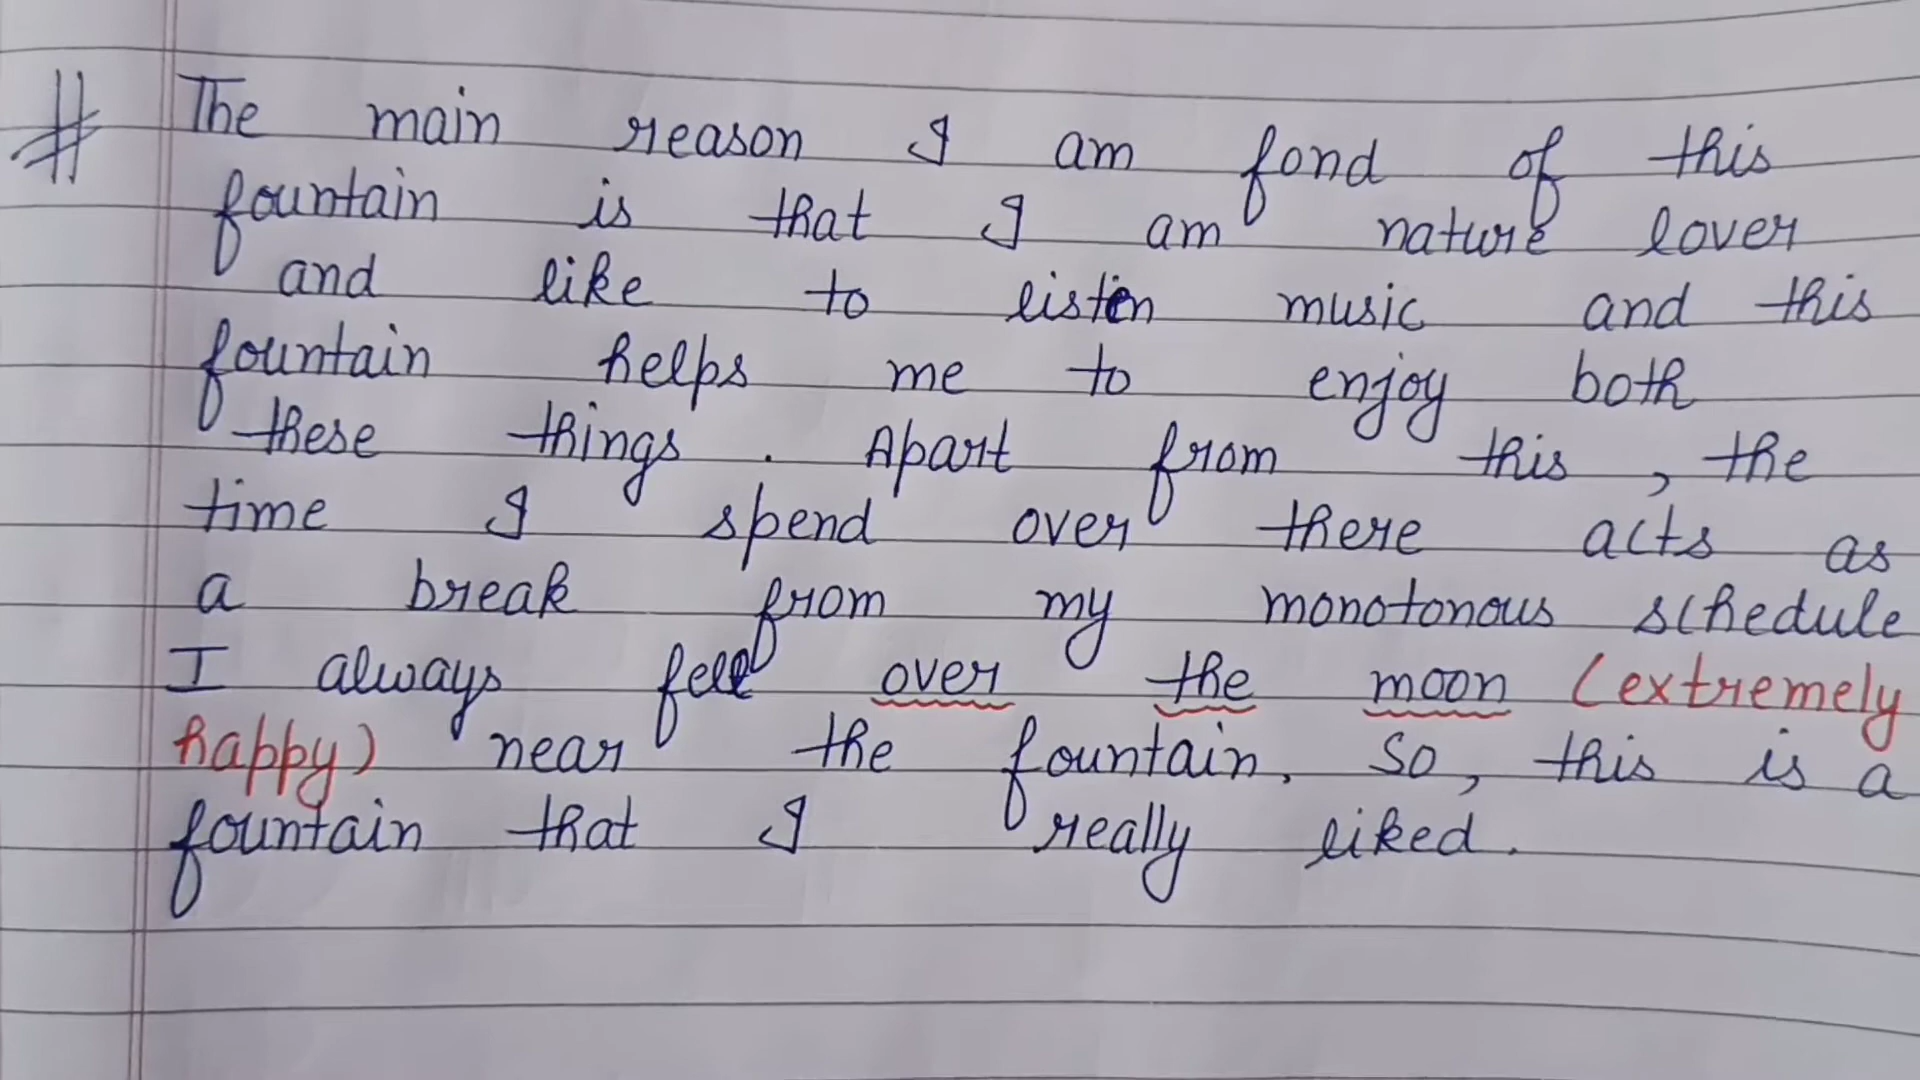 # The main reason I am fond of this
fountain is that I am nature lover
and like to listen music and this
fountain helps me to enjoy both
these things. Apart from this, the
time I spend over there acts as
a break from my monotonous schedule
I always feel over the moon (extremely
happy) near the fountain. So, this is a
fountain that I really liked.